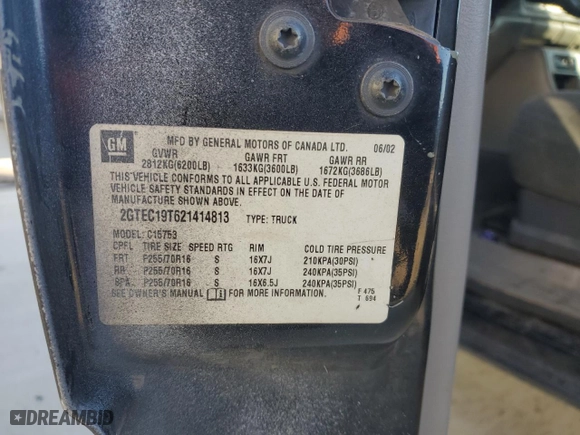 GM
MFD BY GENERAL MOTORS OF CANADA LTD. 06/02
GVWR GAWR FRT GAWR RR
2812KG(6200LB) 1633KG(3600LB) 1672KG(3686LB)
THIS VEHICLE CONFORMS TO ALL APPLICABLE U.S. FEDERAL MOTOR
VEHICLE SAFETY STANDARDS IN EFFECT ON THE DATE OF
MANUFACTURE SHOWN ABOVE.
2GTEC19T621414813 TYPE: TRUCK
MODEL: C15753
CPFL TIRE SIZE SPEED RTG RIM COLD TIRE PRESSURE
FRT P255/70R16 S 16X7J 210KPA(30PSI)
RR P255/70R16 S 16X7J 240KPA(35PSI)
SPA P255/70R16 S 16X6.5J 240KPA(35PSI)
SEE OWNER'S MANUAL FOR MORE INFORMATION.
F 475
T 694
DREAMBID